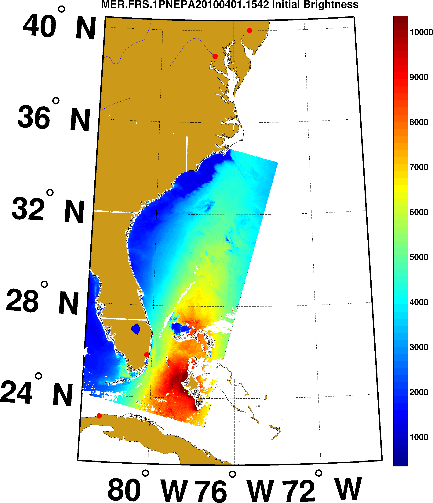 MER.FRS.1PNEPA20100401.1542 Initial Brightness
40° N
36° N
32° N
28° N
24° N
80° W 76° W 72° W
10000
9000
8000
7000
6000
5000
4000
3000
2000
1000